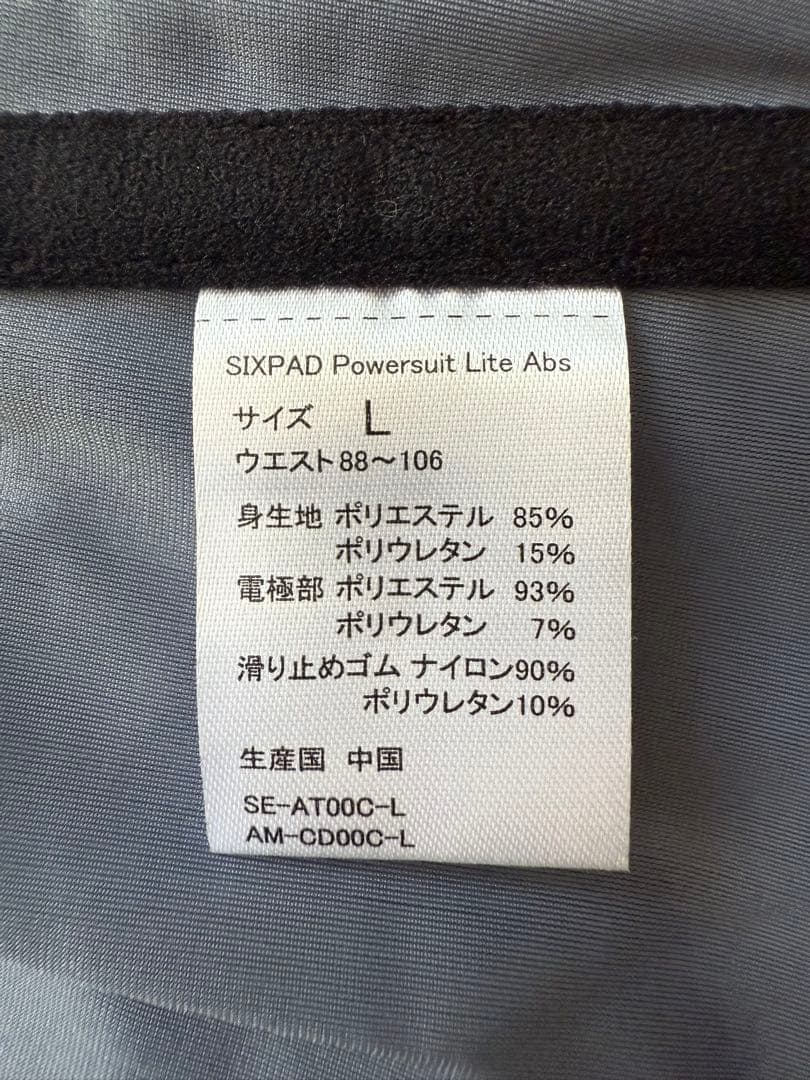 SIXPAD Powersuit Lite Abs
サイズ L
ウエスト88～106
身生地 ポリエステル 85%
ポリウレタン 15%
電極部 ポリエステル 93%
ポリウレタン 7%
滑り止めゴム ナイロン90%
ポリウレタン10%
生産国 中国
SE-AT00C-L
AM-CD00C-L